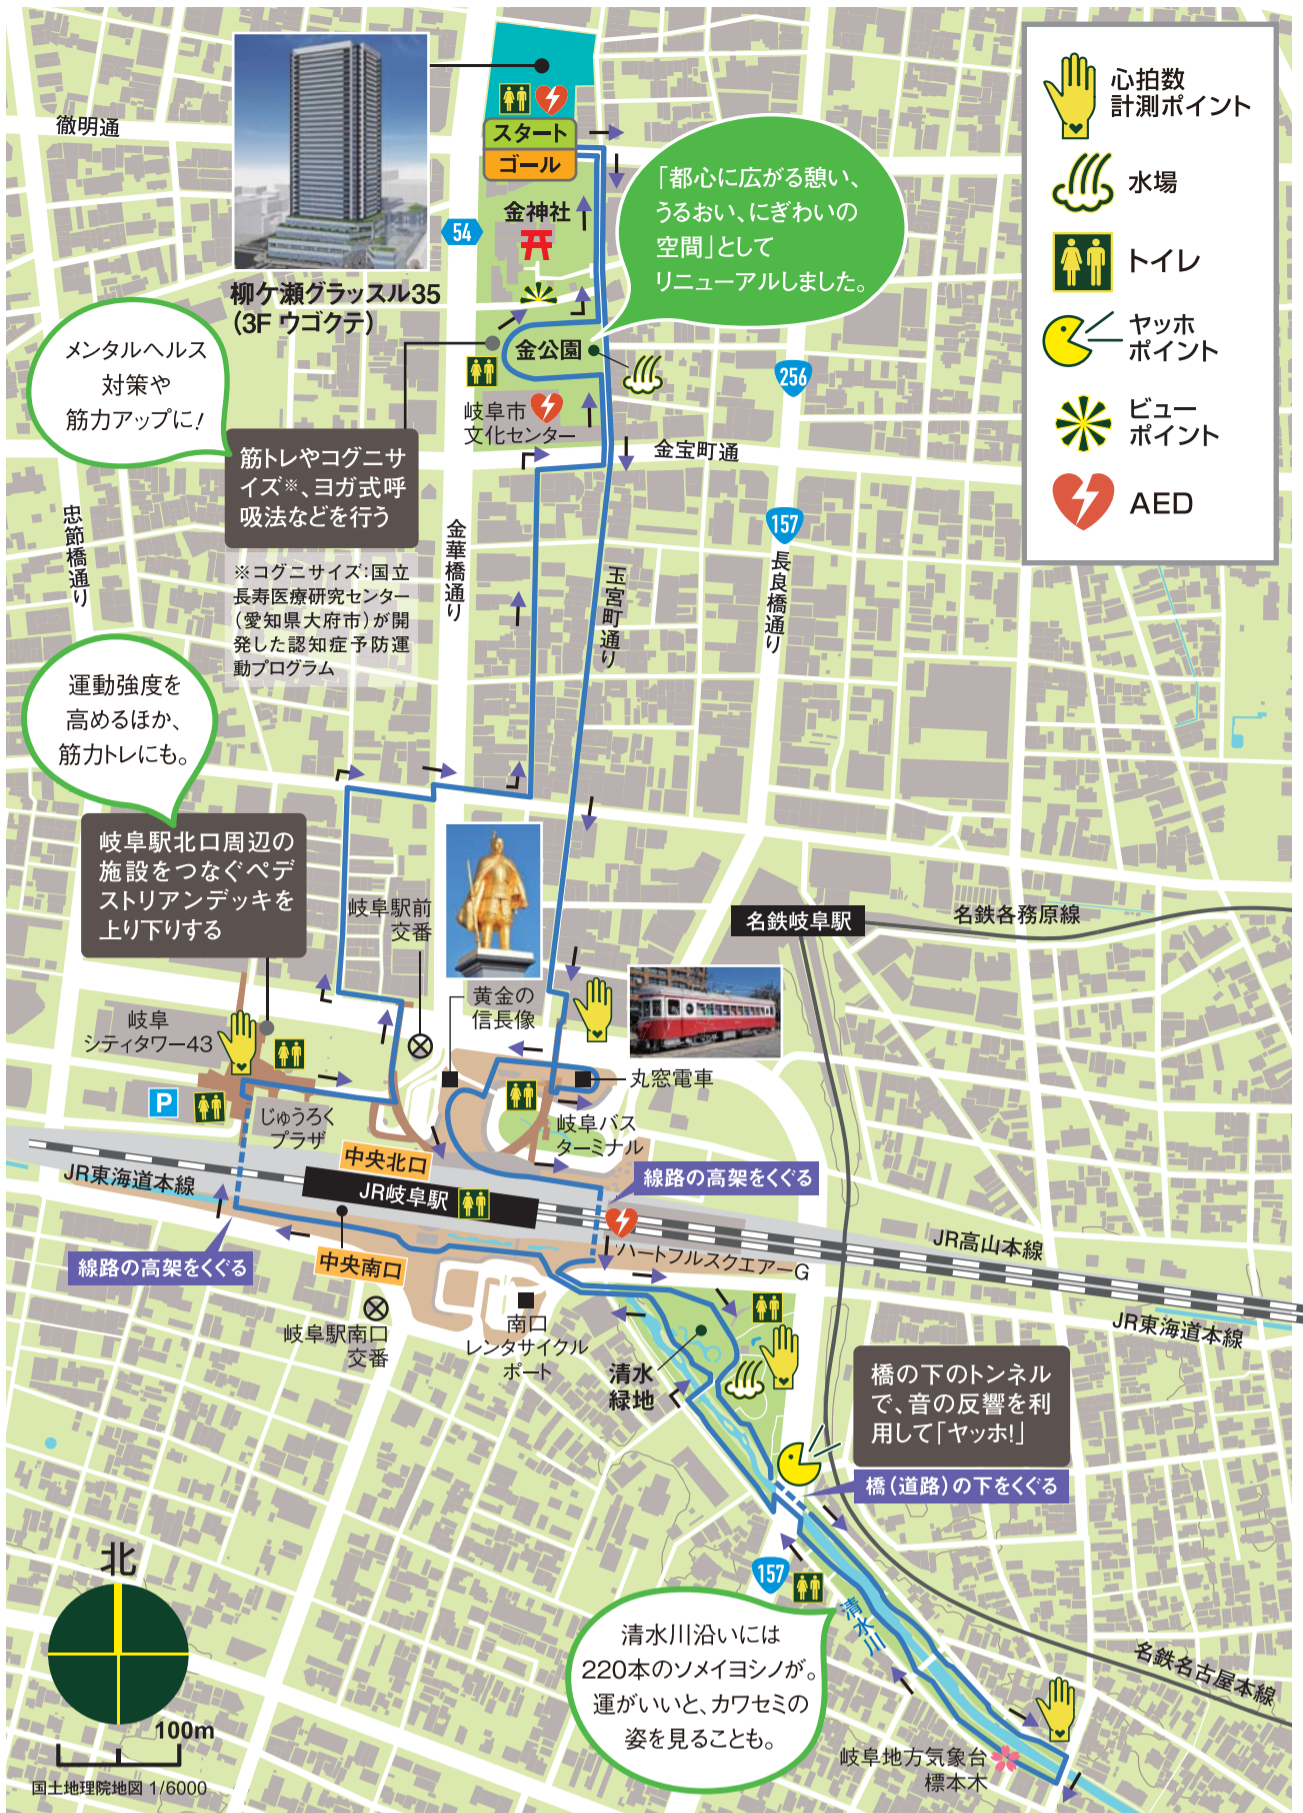 心拍数
計測ポイント
水場
トイレ
ヤッホ
ポイント
ビュー
ポイント
AED
徹明通
スタート
ゴール
金神社
54
「都心に広がる憩い、
うるおい、にぎわいの
空間」として
リニューアルしました。
柳ケ瀬グラッスル35
(3F ウゴクテ)
メンタルヘルス
対策や
筋力アップに!
金公園
256
岐阜市
文化センター
金宝町通
筋トレやコグニサ
イズ※、ヨガ式呼
吸法などを行う
※コグニサイズ:国立
長寿医療研究センター
(愛知県大府市)が開
発した認知症予防運
動プログラム
忠節橋通り
金華橋通り
玉宮町通り
157
長良橋通り
運動強度を
高めるほか、
筋力トレにも。
岐阜駅北口周辺の
施設をつなぐペデ
ストリアンデッキを
上り下りする
岐阜駅前
交番
名鉄岐阜駅
名鉄各務原線
黄金の
信長像
岐阜
シティタワー43
丸窓電車
P
じゅうろく
プラザ
岐阜バス
ターミナル
中央北口
JR東海道本線
JR岐阜駅
線路の高架をくぐる
線路の高架をくぐる
中央南口
ハートフルスクエアーG
JR高山本線
JR東海道本線
岐阜駅南口
交番
南口
レンタサイクル
ポート
清水
緑地
橋の下のトンネル
で、音の反響を利
用して「ヤッホ!」
橋(道路)の下をくぐる
157
清水川
清水川沿いには
220本のソメイヨシノが。
運がいいと、カワセミの
姿を見ることも。
名鉄名古屋本線
岐阜地方気象台
標本木
北
100m
国土地理院地図 1/6000